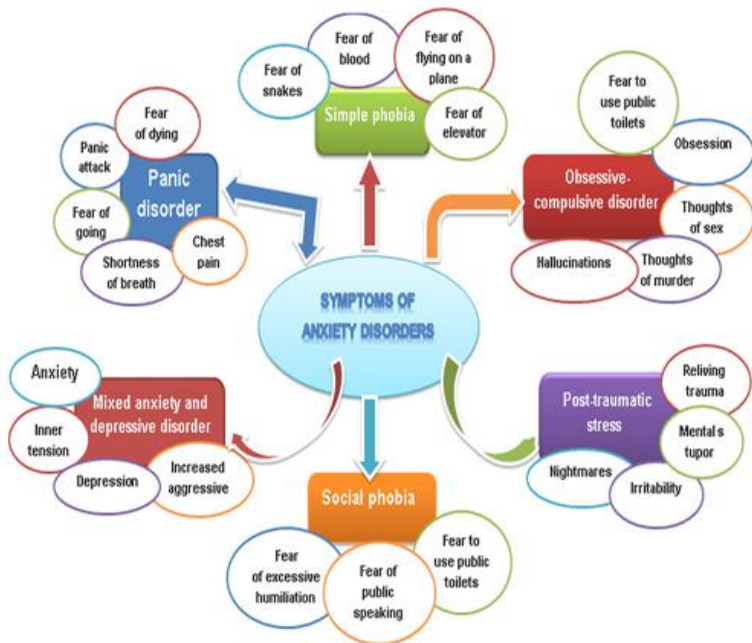 Fear of
snakes
Fear of
blood
Fear of
flying on a
plane
Fear of
elevator
Simple phobia
Fear
of dying
Panic
attack
Fear of
going
Shortness
of breath
Chest
pain
Panic
disorder
Fear to
use public
toilets
Obsession
Thoughts
of sex
Thoughts
of murder
Hallucinations
Obsessive-
compulsive disorder
SYMPTOMS OF
ANXIETY DISORDERS
Anxiety
Inner
tension
Depression
Increased
aggressive
Mixed anxiety and
depressive disorder
Social phobia
Fear
of excessive
humiliation
Fear of
public
speaking
Fear to
use public
toilets
Post-traumatic
stress
Reliving
trauma
Mental s
tupor
Irritability
Nightmares